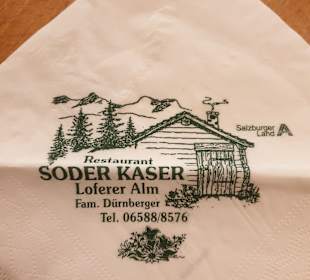 Salzburger
Land A
Restaurant
SODER KASER
Loferer Alm
Fam. Dürnberger
Tel. 06588/8576